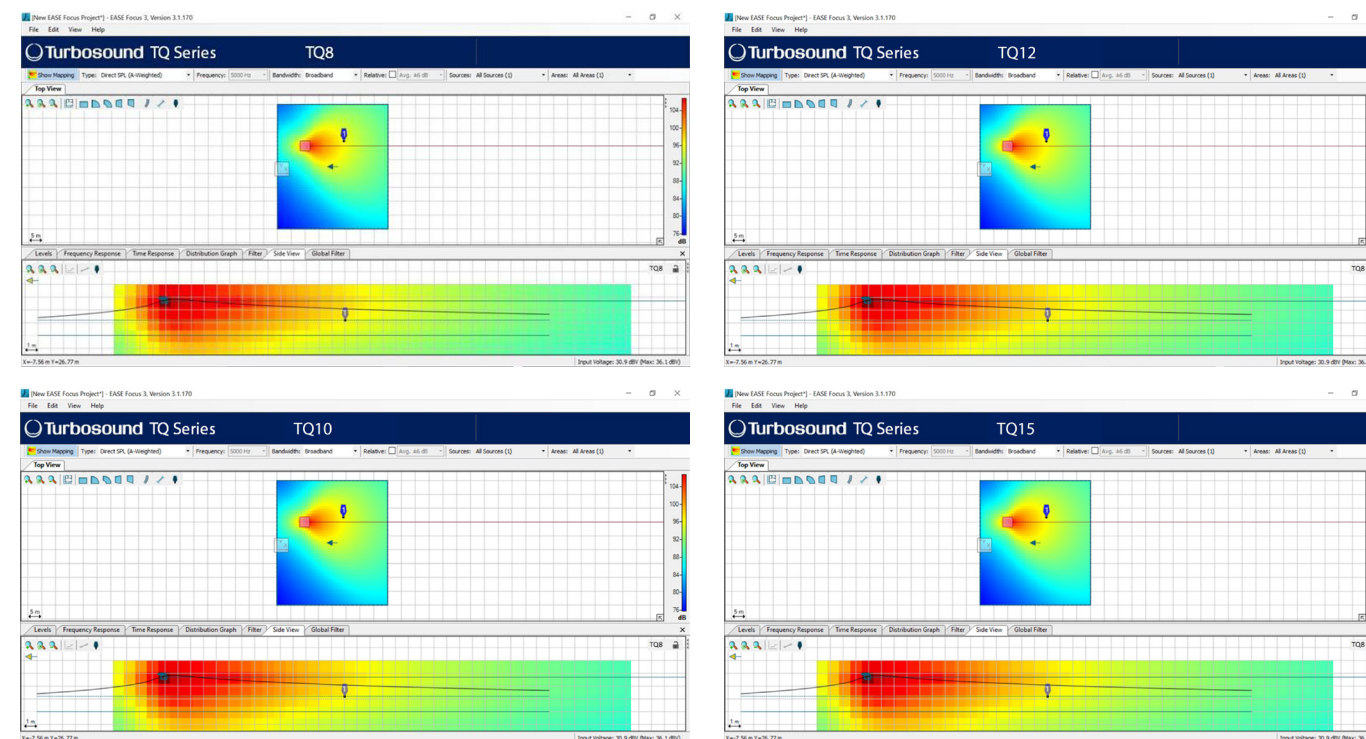 [New EASE Focus Project*] - EASE Focus 3, Version 3.1.170
File Edit View Help
Turbosound TQ Series TQ8
Show Mapping Type: Direct SPL (A-Weighted) Frequency: 5000 Hz Bandwidth: Broadband Relative: Avg. ±6 dB Sources: All Sources (1) Areas: All Areas (1)
Top View
104
100
96
92
88
84
80
76
dB
5 m
Levels Frequency Response Time Response Distribution Graph Filter Side View Global Filter
TQ8
1 m
X=-7.56 m Y=26.77 m Input Voltage: 30.9 dBV (Max: 36.1 dBV)
[New EASE Focus Project*] - EASE Focus 3, Version 3.1.170
File Edit View Help
Turbosound TQ Series TQ12
Show Mapping Type: Direct SPL (A-Weighted) Frequency: 5000 Hz Bandwidth: Broadband Relative: Avg. ±6 dB Sources: All Sources (1) Areas: All Areas (1)
Top View
5 m
Levels Frequency Response Time Response Distribution Graph Filter Side View Global Filter
TQ8
1 m
X=-7.56 m Y=26.77 m Input Voltage: 30.9 dBV (Max: 36.
[New EASE Focus Project*] - EASE Focus 3, Version 3.1.170
File Edit View Help
Turbosound TQ Series TQ10
Show Mapping Type: Direct SPL (A-Weighted) Frequency: 5000 Hz Bandwidth: Broadband Relative: Avg. ±6 dB Sources: All Sources (1) Areas: All Areas (1)
Top View
104
100
96
92
88
84
80
76
dB
5 m
Levels Frequency Response Time Response Distribution Graph Filter Side View Global Filter
TQ8
1 m
X=-7.56 m Y=26.77 m Input Voltage: 30.9 dBV (Max: 36.1 dBV)
[New EASE Focus Project*] - EASE Focus 3, Version 3.1.170
File Edit View Help
Turbosound TQ Series TQ15
Show Mapping Type: Direct SPL (A-Weighted) Frequency: 5000 Hz Bandwidth: Broadband Relative: Avg. ±6 dB Sources: All Sources (1) Areas: All Areas (1)
Top View
5 m
Levels Frequency Response Time Response Distribution Graph Filter Side View Global Filter
TQ8
1 m
X=-7.56 m Y=26.77 m Input Voltage: 30.9 dBV (Max: 36.